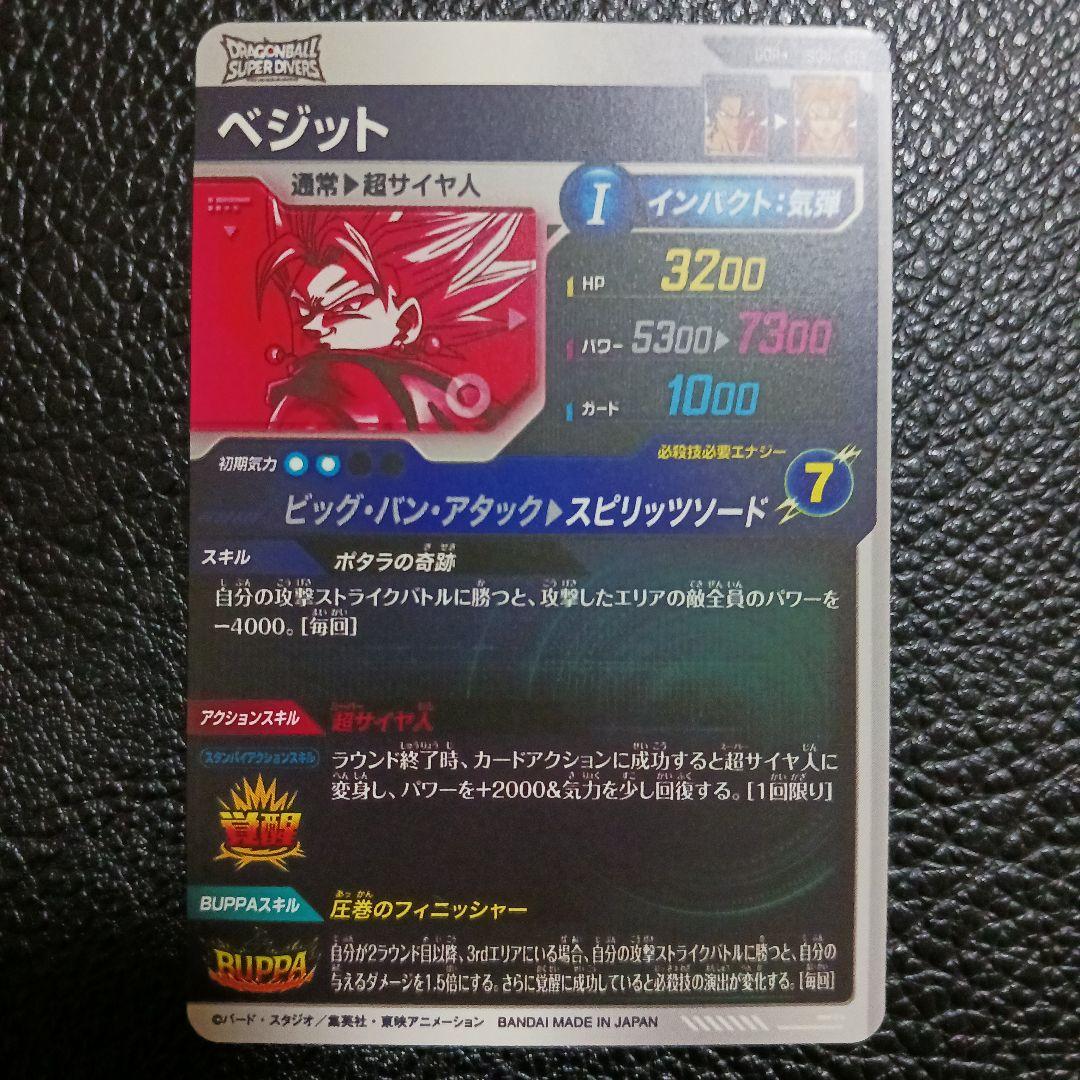 DRAGONBALL
SUPER DIVERS
ベジット
通常▶超サイヤ人
I インパクト:気弾
HP 3200
パワー 5300▶7300
ガード 1000
初期気力
必殺技必要エナジー 7
ビッグ・バン・アタック▶スピリッツソード
スキル ポタラの奇跡
自分の攻撃ストライクバトルに勝つと、攻撃したエリアの敵全員のパワーを
-4000。[毎回]
アクションスキル 超サイヤ人
スタンバイアクションスキル
覚醒
ラウンド終了時、カードアクションに成功すると超サイヤ人に
変身し、パワーを+2000&気力を少し回復する。[1回限り]
BUPPAスキル 圧巻のフィニッシャー
BUPPA
自分が2ラウンド目以降、3rdエリアにいる場合、自分の攻撃ストライクバトルに勝つと、自分の
与えるダメージを1.5倍にする。さらに覚醒に成功していると必殺技の演出が変化する。[毎回]
©バード・スタジオ/集英社・東映アニメーション BANDAI MADE IN JAPAN